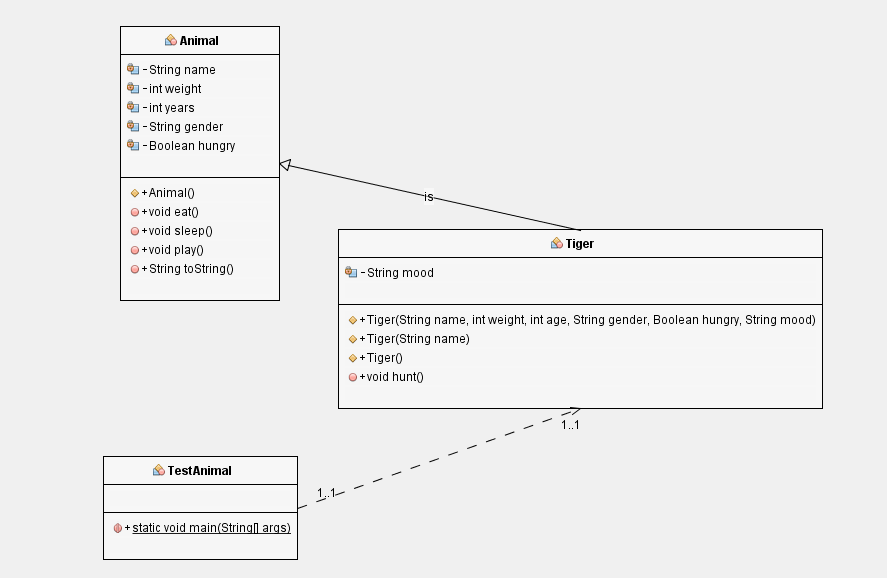 Animal
-String name
-int weight
-int years
-String gender
-Boolean hungry
+Animal()
+void eat()
+void sleep()
+void play()
+String toString()
is
Tiger
-String mood
+Tiger(String name, int weight, int age, String gender, Boolean hungry, String mood)
+Tiger(String name)
+Tiger()
+void hunt()
1..1
TestAnimal
1..1
+static void main(String[] args)